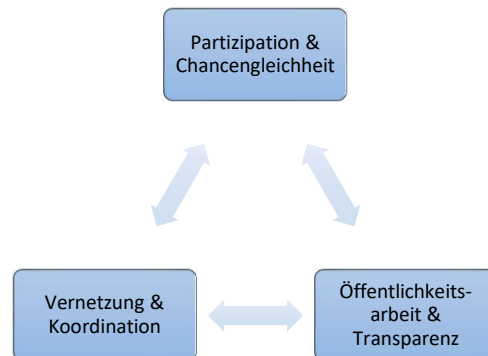 Partizipation &
Chancengleichheit
Vernetzung &
Koordination
Öffentlichkeits-
arbeit &
Transparenz